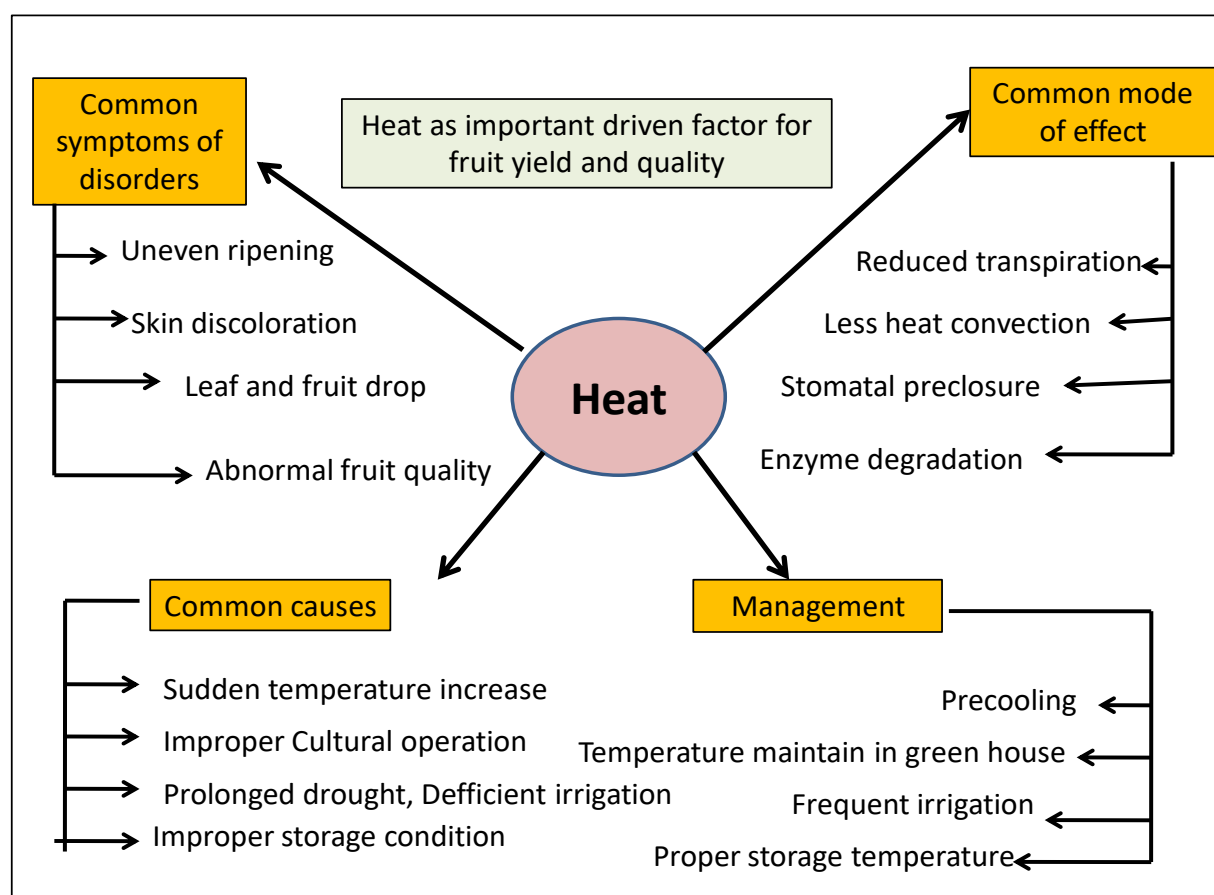 Common
symptoms of
disorders
Heat as important driven factor for
fruit yield and quality
Common mode
of effect
Uneven ripening
Skin discoloration
Leaf and fruit drop
Abnormal fruit quality
Reduced transpiration
Less heat convection
Stomatal preclosure
Enzyme degradation
Heat
Common causes
Sudden temperature increase
Improper Cultural operation
Prolonged drought, Defficient irrigation
Improper storage condition
Management
Precooling
Temperature maintain in green house
Frequent irrigation
Proper storage temperature